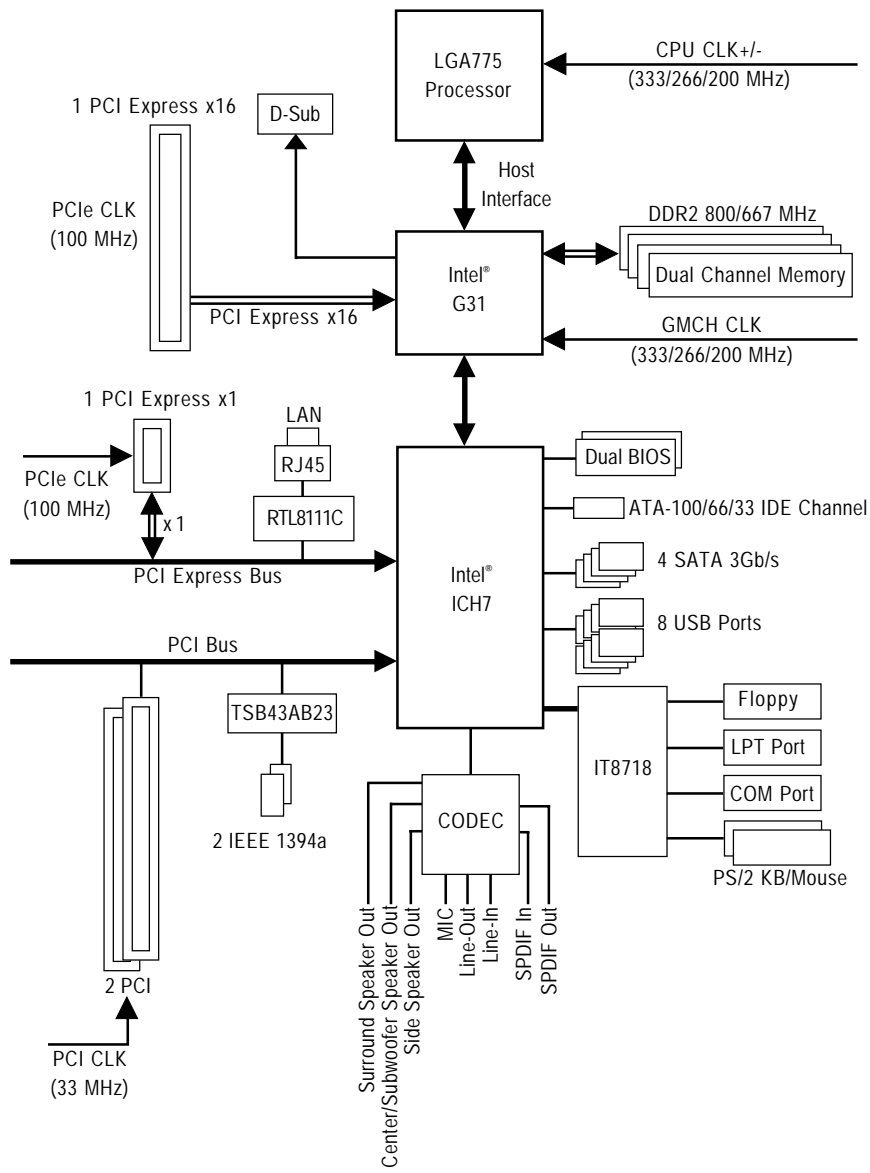 LGA775
Processor
CPU CLK+/-
(333/266/200 MHz)
1 PCI Express x16
D-Sub
Host
Interface
PCIe CLK
(100 MHz)
DDR2 800/667 MHz
Dual Channel Memory
Intel®
G31
PCI Express x16
GMCH CLK
(333/266/200 MHz)
1 PCI Express x1
LAN
RJ45
PCIe CLK
(100 MHz)
x 1
RTL8111C
PCI Express Bus
Dual BIOS
ATA-100/66/33 IDE Channel
Intel®
ICH7
4 SATA 3Gb/s
8 USB Ports
PCI Bus
TSB43AB23
2 IEEE 1394a
IT8718
Floppy
LPT Port
COM Port
PS/2 KB/Mouse
CODEC
Surround Speaker Out
Center/Subwoofer Speaker Out
Side Speaker Out
MIC
Line-Out
Line-In
SPDIF In
SPDIF Out
2 PCI
PCI CLK
(33 MHz)